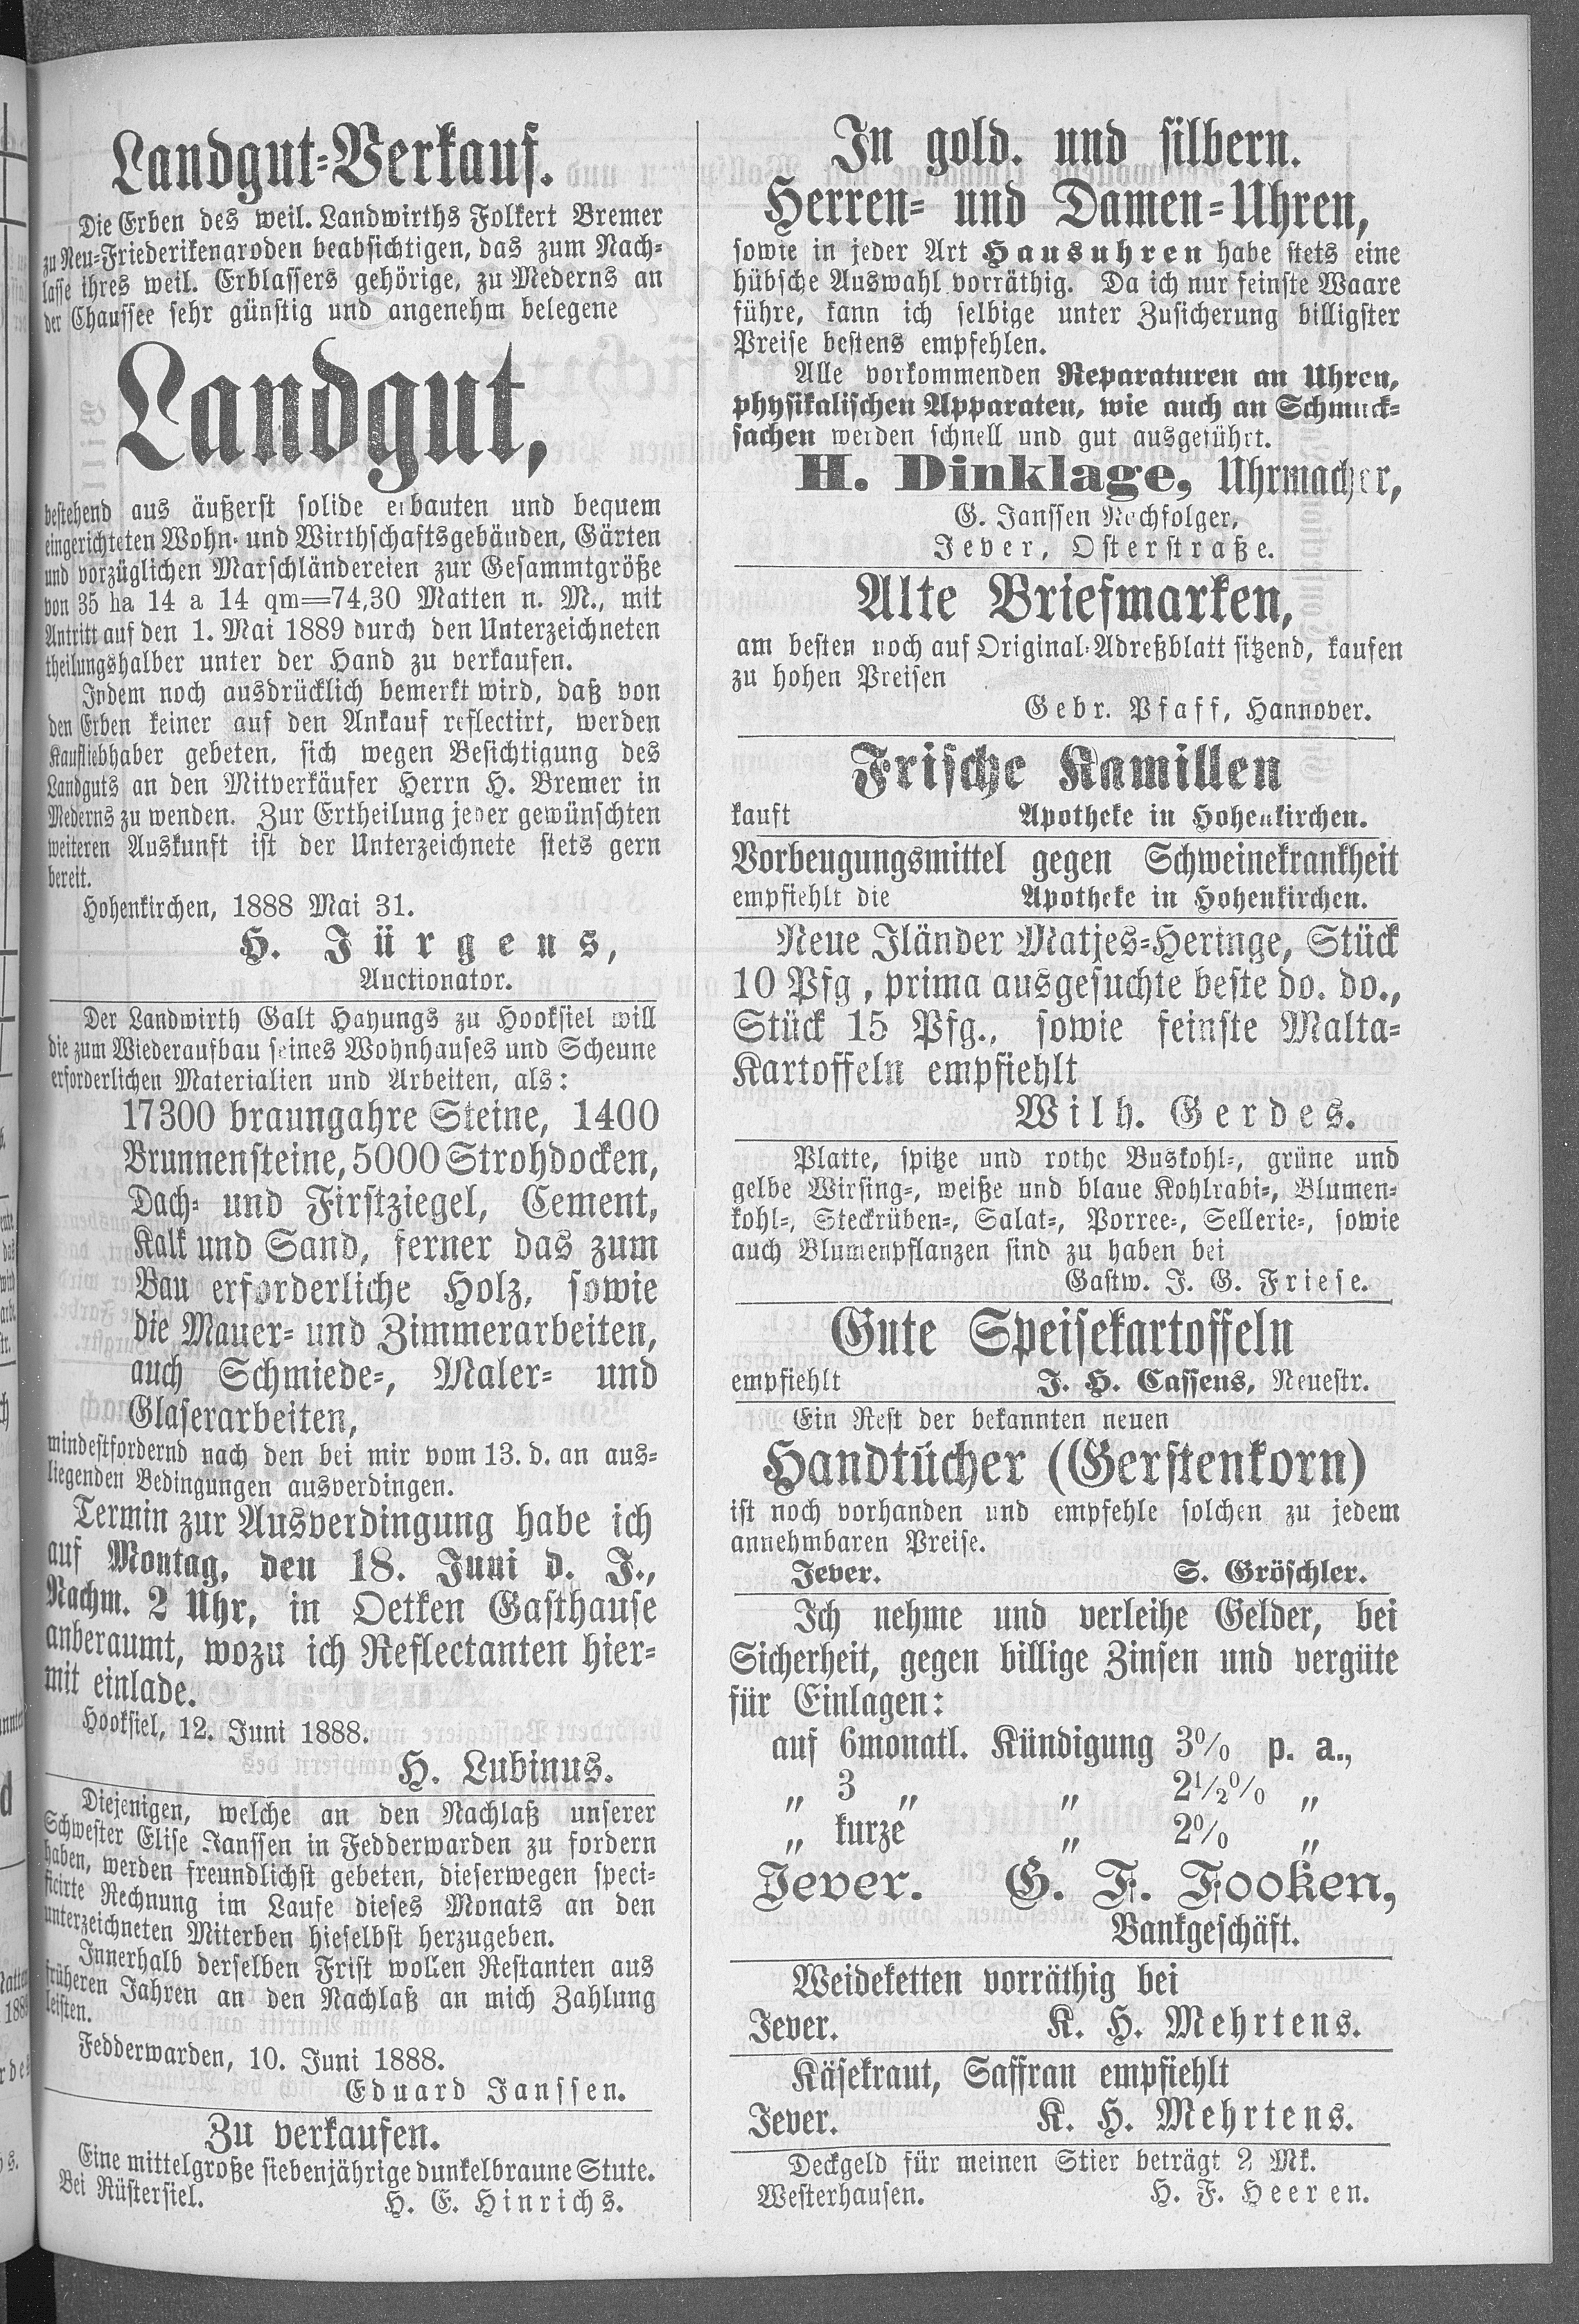 Landgut-Verkauf.
Die Erben des weil. Landwirths Folkert Bremer
zu Neu-Friederikengroden beabsichtigen, das zum Nach-
lasse ihres weil. Erblassers gehörige, zu Mederns an
der Chaussee sehr günstig und angenehm belegene
Landgut,
bestehend aus äußerst solide erbauten und bequem
eingerichteten Wohn- und Wirthschaftsgebäuden, Gärten
und vorzüglichen Marschländereien zur Gesammtgröße
von 35 ha 14 a 14 qm=74,30 Matten n. M., mit
Antritt auf den 1. Mai 1889 durch den Unterzeichneten
theilungshalber unter der Hand zu verkaufen.
Indem noch ausdrücklich bemerkt wird, daß von
den Erben keiner auf den Ankauf reflectirt, werden
Kaufliebhaber gebeten, sich wegen Besichtigung des
Landguts an den Mitverkäufer Herrn H. Bremer in
Mederns zu wenden. Zur Ertheilung jeder gewünschten
weiteren Auskunft ist der Unterzeichnete stets gern
bereit.
Hohenkirchen, 1888 Mai 31.
H. Jürgens,
Auctionator.
Der Landwirth Galt Hayungs zu Hooksiel will
die zum Wiederaufbau seines Wohnhauses und Scheune
erforderlichen Materialien und Arbeiten, als:
17300 braungahre Steine, 1400
Brunnensteine, 5000 Strohdocken,
Dach- und Firstziegel, Cement,
Kalk und Sand, ferner das zum
Bau erforderliche Holz, sowie
die Mauer- und Zimmerarbeiten,
auch Schmiede-, Maler- und
Glaserarbeiten,
mindestfordernd nach den bei mir vom 13. d. an aus-
liegenden Bedingungen ausverdingen.
Termin zur Ausverdingung habe ich
auf Montag, den 18. Juni d. J.,
Nachm. 2 Uhr, in Oetken Gasthause
anberaumt, wozu ich Reflectanten hier-
mit einlade.
Hooksiel, 12. Juni 1888.
H. Lubinus.
Diejenigen, welche an den Nachlaß unserer
Schwester Elise Janssen in Fedderwarden zu fordern
haben, werden freundlichst gebeten, dieserwegen speci-
ficirte Rechnung im Laufe dieses Monats an den
unterzeichneten Miterben hieselbst herzugeben.
Innerhalb derselben Frist wollen Restanten aus
früheren Jahren an den Nachlaß an mich Zahlung
leisten.
Fedderwarden, 10. Juni 1888.
Eduard Janssen.
Zu verkaufen.
Eine mittelgroße siebenjährige dunkelbraune Stute.
Bei Rüstersiel. H. E. Hinrichs.
In gold. und silbern.
Herren- und Damen-Uhren,
sowie in jeder Art Hausuhren habe stets eine
hübsche Auswahl vorräthig. Da ich nur feinste Waare
führe, kann ich selbige unter Zusicherung billigster
Preise bestens empfehlen.
Alle vorkommenden Reparaturen an Uhren,
physikalischen Apparaten, wie auch an Schmuck-
sachen werden schnell und gut ausgeführt.
H. Dinklage, Uhrmacher,
G. Janssen Nachfolger,
Jever, Osterstraße.
Alte Briefmarken,
am besten noch auf Original-Adreßblatt sitzend, kaufen
zu hohen Preisen
Gebr. Pfaff, Hannover.
Frische Kamillen
kauft Apotheke in Hohenkirchen.
Vorbeugungsmittel gegen Schweinekrankheit
empfiehlt die Apotheke in Hohenkirchen.
Neue Iländer Matjes-Heringe, Stück
10 Pfg, prima ausgesuchte beste do. do.,
Stück 15 Pfg., sowie feinste Malta-
Kartoffeln empfiehlt
Wilh. Gerdes.
Platte, spitze und rothe Buskohl-, grüne und
gelbe Wirsing-, weiße und blaue Kohlrabi-, Blumen-
kohl-, Steckrüben-, Salat-, Porree-, Sellerie-, sowie
auch Blumenpflanzen sind zu haben bei
Gastw. J. G. Friese.
Gute Speisekartoffeln
empfiehlt J. H. Cassens, Neuestr.
Ein Rest der bekannten neuen
Handtücher (Gerstenkorn)
ist noch vorhanden und empfehle solchen zu jedem
annehmbaren Preise.
Jever. S. Gröschler.
Ich nehme und verleihe Gelder, bei
Sicherheit, gegen billige Zinsen und vergüte
für Einlagen:
auf 6monatl. Kündigung 3% p. a.,
„ 3 „ „ 2½% „
„ kurze „ 2% „
Jever. G. F. Fooken,
Bankgeschäft.
Weideketten vorräthig bei
Jever. K. H. Mehrtens.
Käsekraut, Saffran empfiehlt
Jever. K. H. Mehrtens.
Deckgeld für meinen Stier beträgt 2 Mk.
Westerhausen. H. F. Heeren.